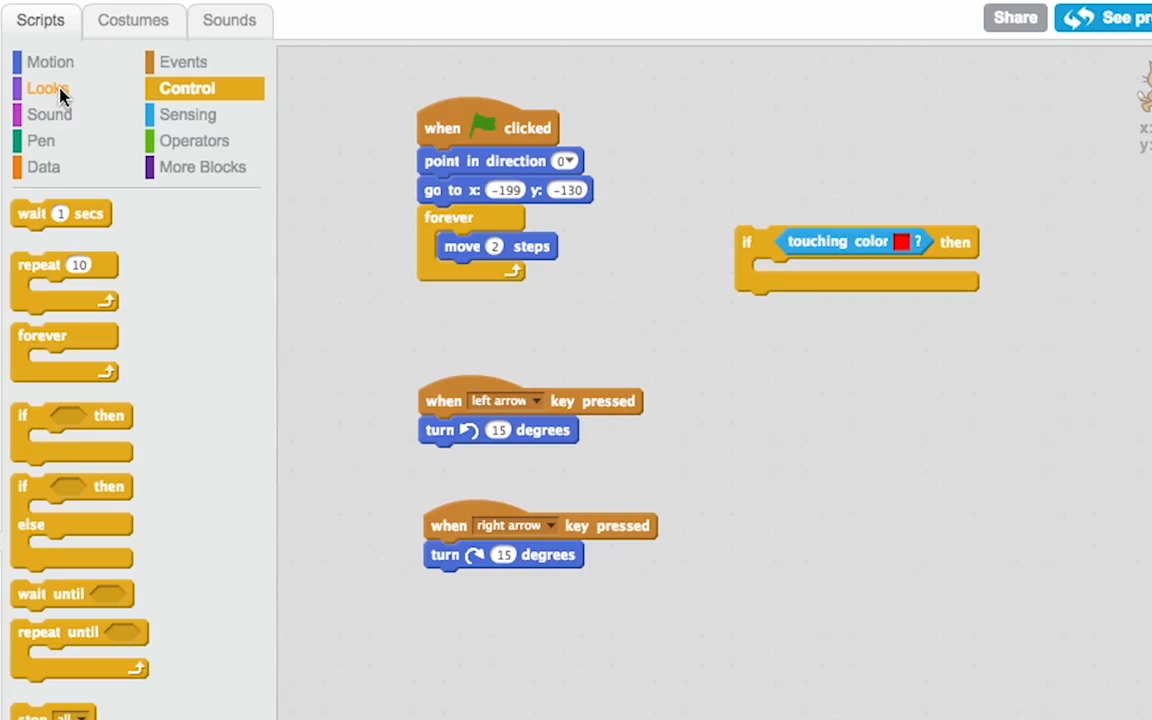 Scripts Costumes Sounds
Share See pr
Motion Events
Looks Control
Sound Sensing
Pen Operators
Data More Blocks
wait 1 secs
repeat 10
forever
if then
if then
else
wait until
repeat until
stop all
when clicked
point in direction 0
go to x: -199 y: -130
forever
move 2 steps
if touching color ? then
when left arrow key pressed
turn 15 degrees
when right arrow key pressed
turn 15 degrees
x:
y: